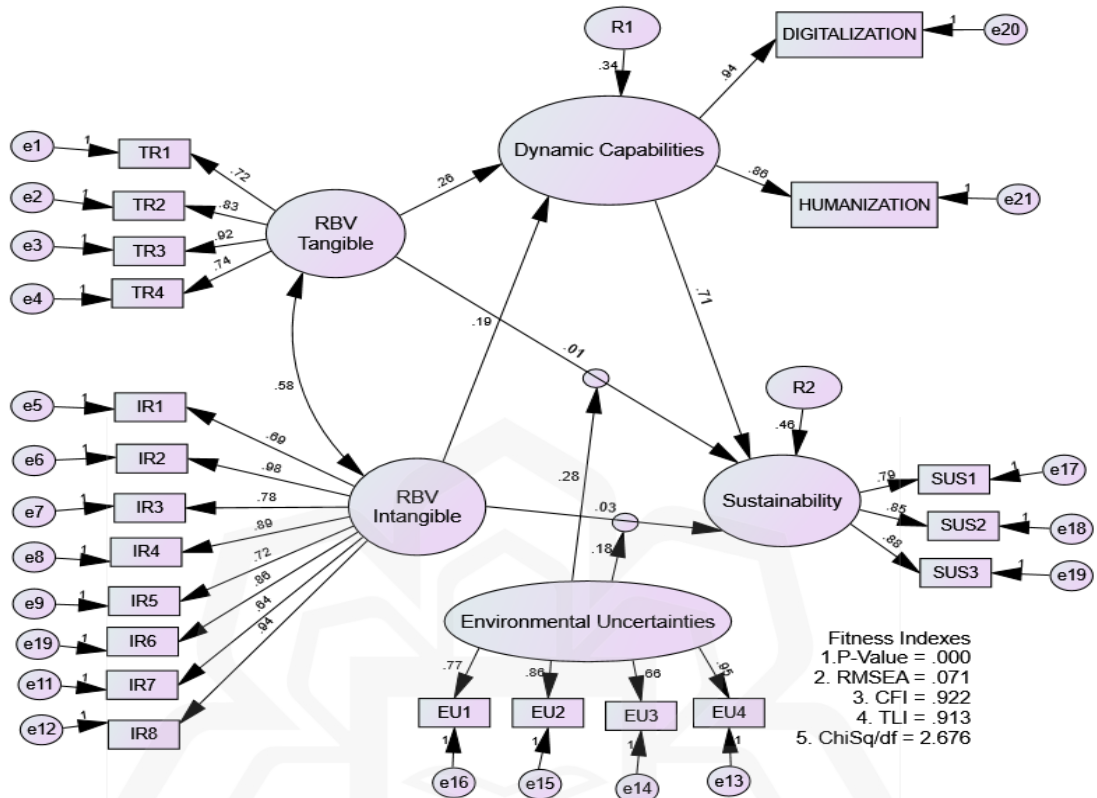 R1
.34
DIGITALIZATION
1
e20
.94
Dynamic Capabilities
.86
HUMANIZATION
1
e21
e1
1
TR1
.72
e2
1
TR2
.83
e3
1
TR3
.92
e4
1
TR4
.74
RBV
Tangible
.26
.19
.71
.01
.58
R2
.46
e5
1
IR1
.69
e6
1
IR2
.98
e7
1
IR3
.78
e8
1
IR4
.89
e9
1
IR5
.72
e19
1
IR6
.86
e11
1
IR7
.64
e12
1
IR8
.94
RBV
Intangible
.28
.03
.18
Sustainability
.79
SUS1
1
e17
.85
SUS2
1
e18
.88
SUS3
1
e19
Environmental Uncertainties
.77
.86
.66
.95
EU1
EU2
EU3
EU4
1
1
1
1
e16
e15
e14
e13
Fitness Indexes
1.P-Value = .000
2. RMSEA = .071
3. CFI = .922
4. TLI = .913
5. ChiSq/df = 2.676